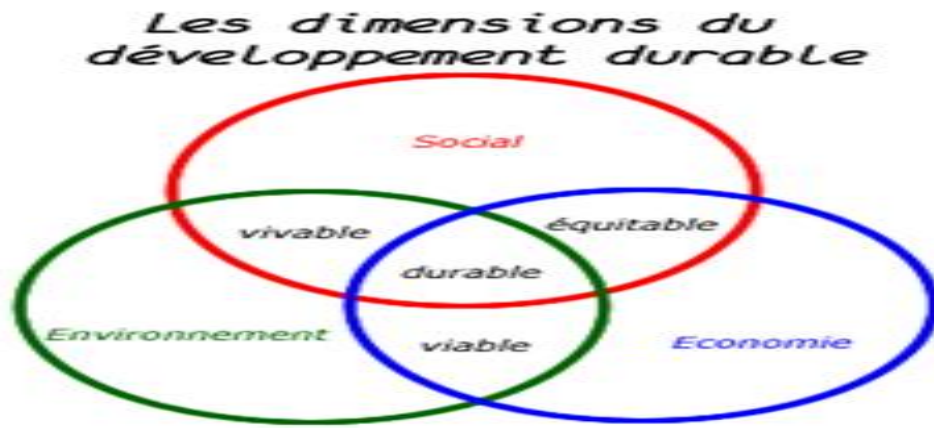 Les dimensions du
développement durable
Social
vivable
équitable
durable
Environnement
viable
Economie